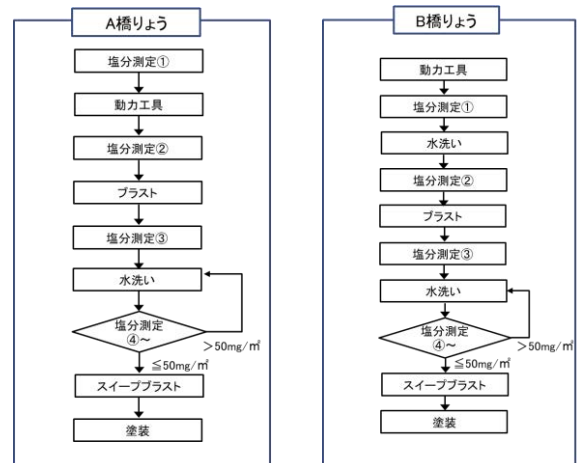 A橋りょう
塩分測定①
動力工具
塩分測定②
ブラスト
塩分測定③
水洗い
塩分測定
④~
>50mg/㎡
≦50mg/㎡
スイープブラスト
塗装
B橋りょう
動力工具
塩分測定①
水洗い
塩分測定②
ブラスト
塩分測定③
水洗い
塩分測定
④~
>50mg/㎡
≦50mg/㎡
スイープブラスト
塗装